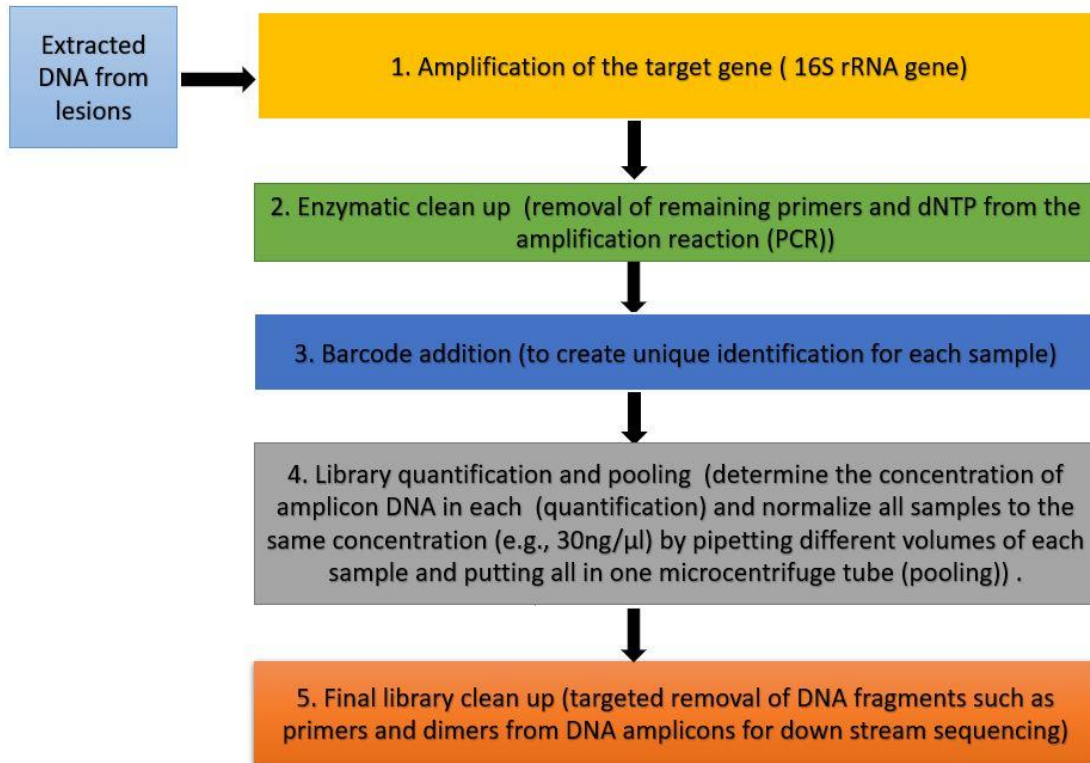 Extracted
DNA from
lesions
1. Amplification of the target gene ( 16S rRNA gene)
2. Enzymatic clean up  (removal of remaining primers and dNTP from the
amplification reaction (PCR))
3. Barcode addition (to create unique identification for each sample)
4. Library quantification and pooling  (determine the concentration of
amplicon DNA in each  (quantification) and normalize all samples to the
same concentration (e.g., 30ng/µl) by pipetting different volumes of each
sample and putting all in one microcentrifuge tube (pooling)) .
5. Final library clean up (targeted removal of DNA fragments such as
primers and dimers from DNA amplicons for down stream sequencing)